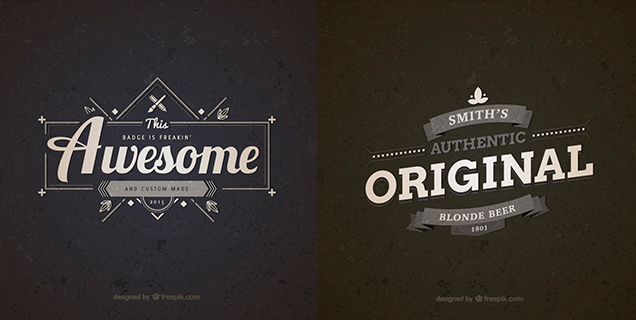 This
BADGE IS FREAKIN'
Awesome
AND CUSTOM MADE
2015
designed by freepik.com
SMITH'S
AUTHENTIC
ORIGINAL
BLONDE BEER
1801
designed by freepik.com